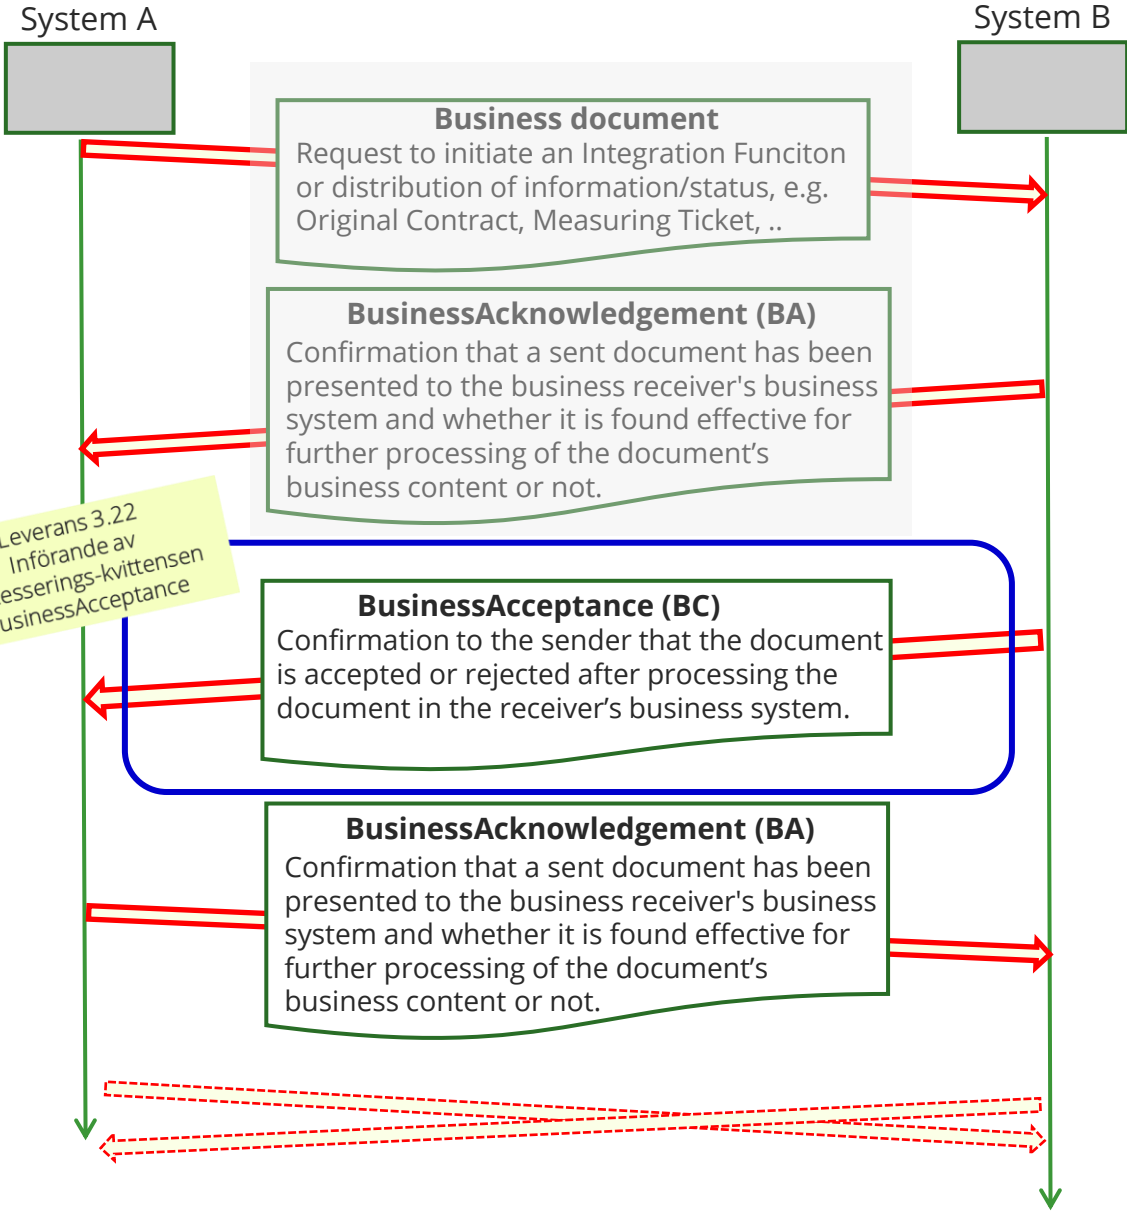 System A
System B
Business document
Request to initiate an Integration Funciton
or distribution of information/status, e.g.
Original Contract, Measuring Ticket, ..
BusinessAcknowledgement (BA)
Confirmation that a sent document has been
presented to the business receiver's business
system and whether it is found effective for
further processing of the document’s
business content or not.
Leverans 3.22
Införande av
esserings-kvittensen
usinessAcceptance
BusinessAcceptance (BC)
Confirmation to the sender that the document
is accepted or rejected after processing the
document in the receiver’s business system.
BusinessAcknowledgement (BA)
Confirmation that a sent document has been
presented to the business receiver's business
system and whether it is found effective for
further processing of the document’s
business content or not.